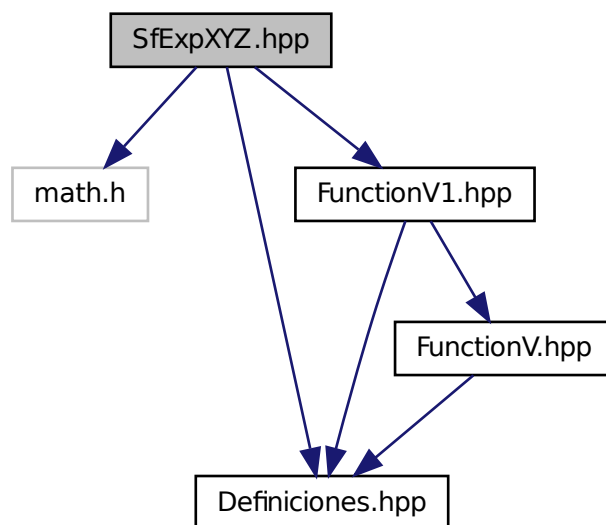 SfExpXYZ.hpp
math.h
FunctionV1.hpp
FunctionV.hpp
Definiciones.hpp